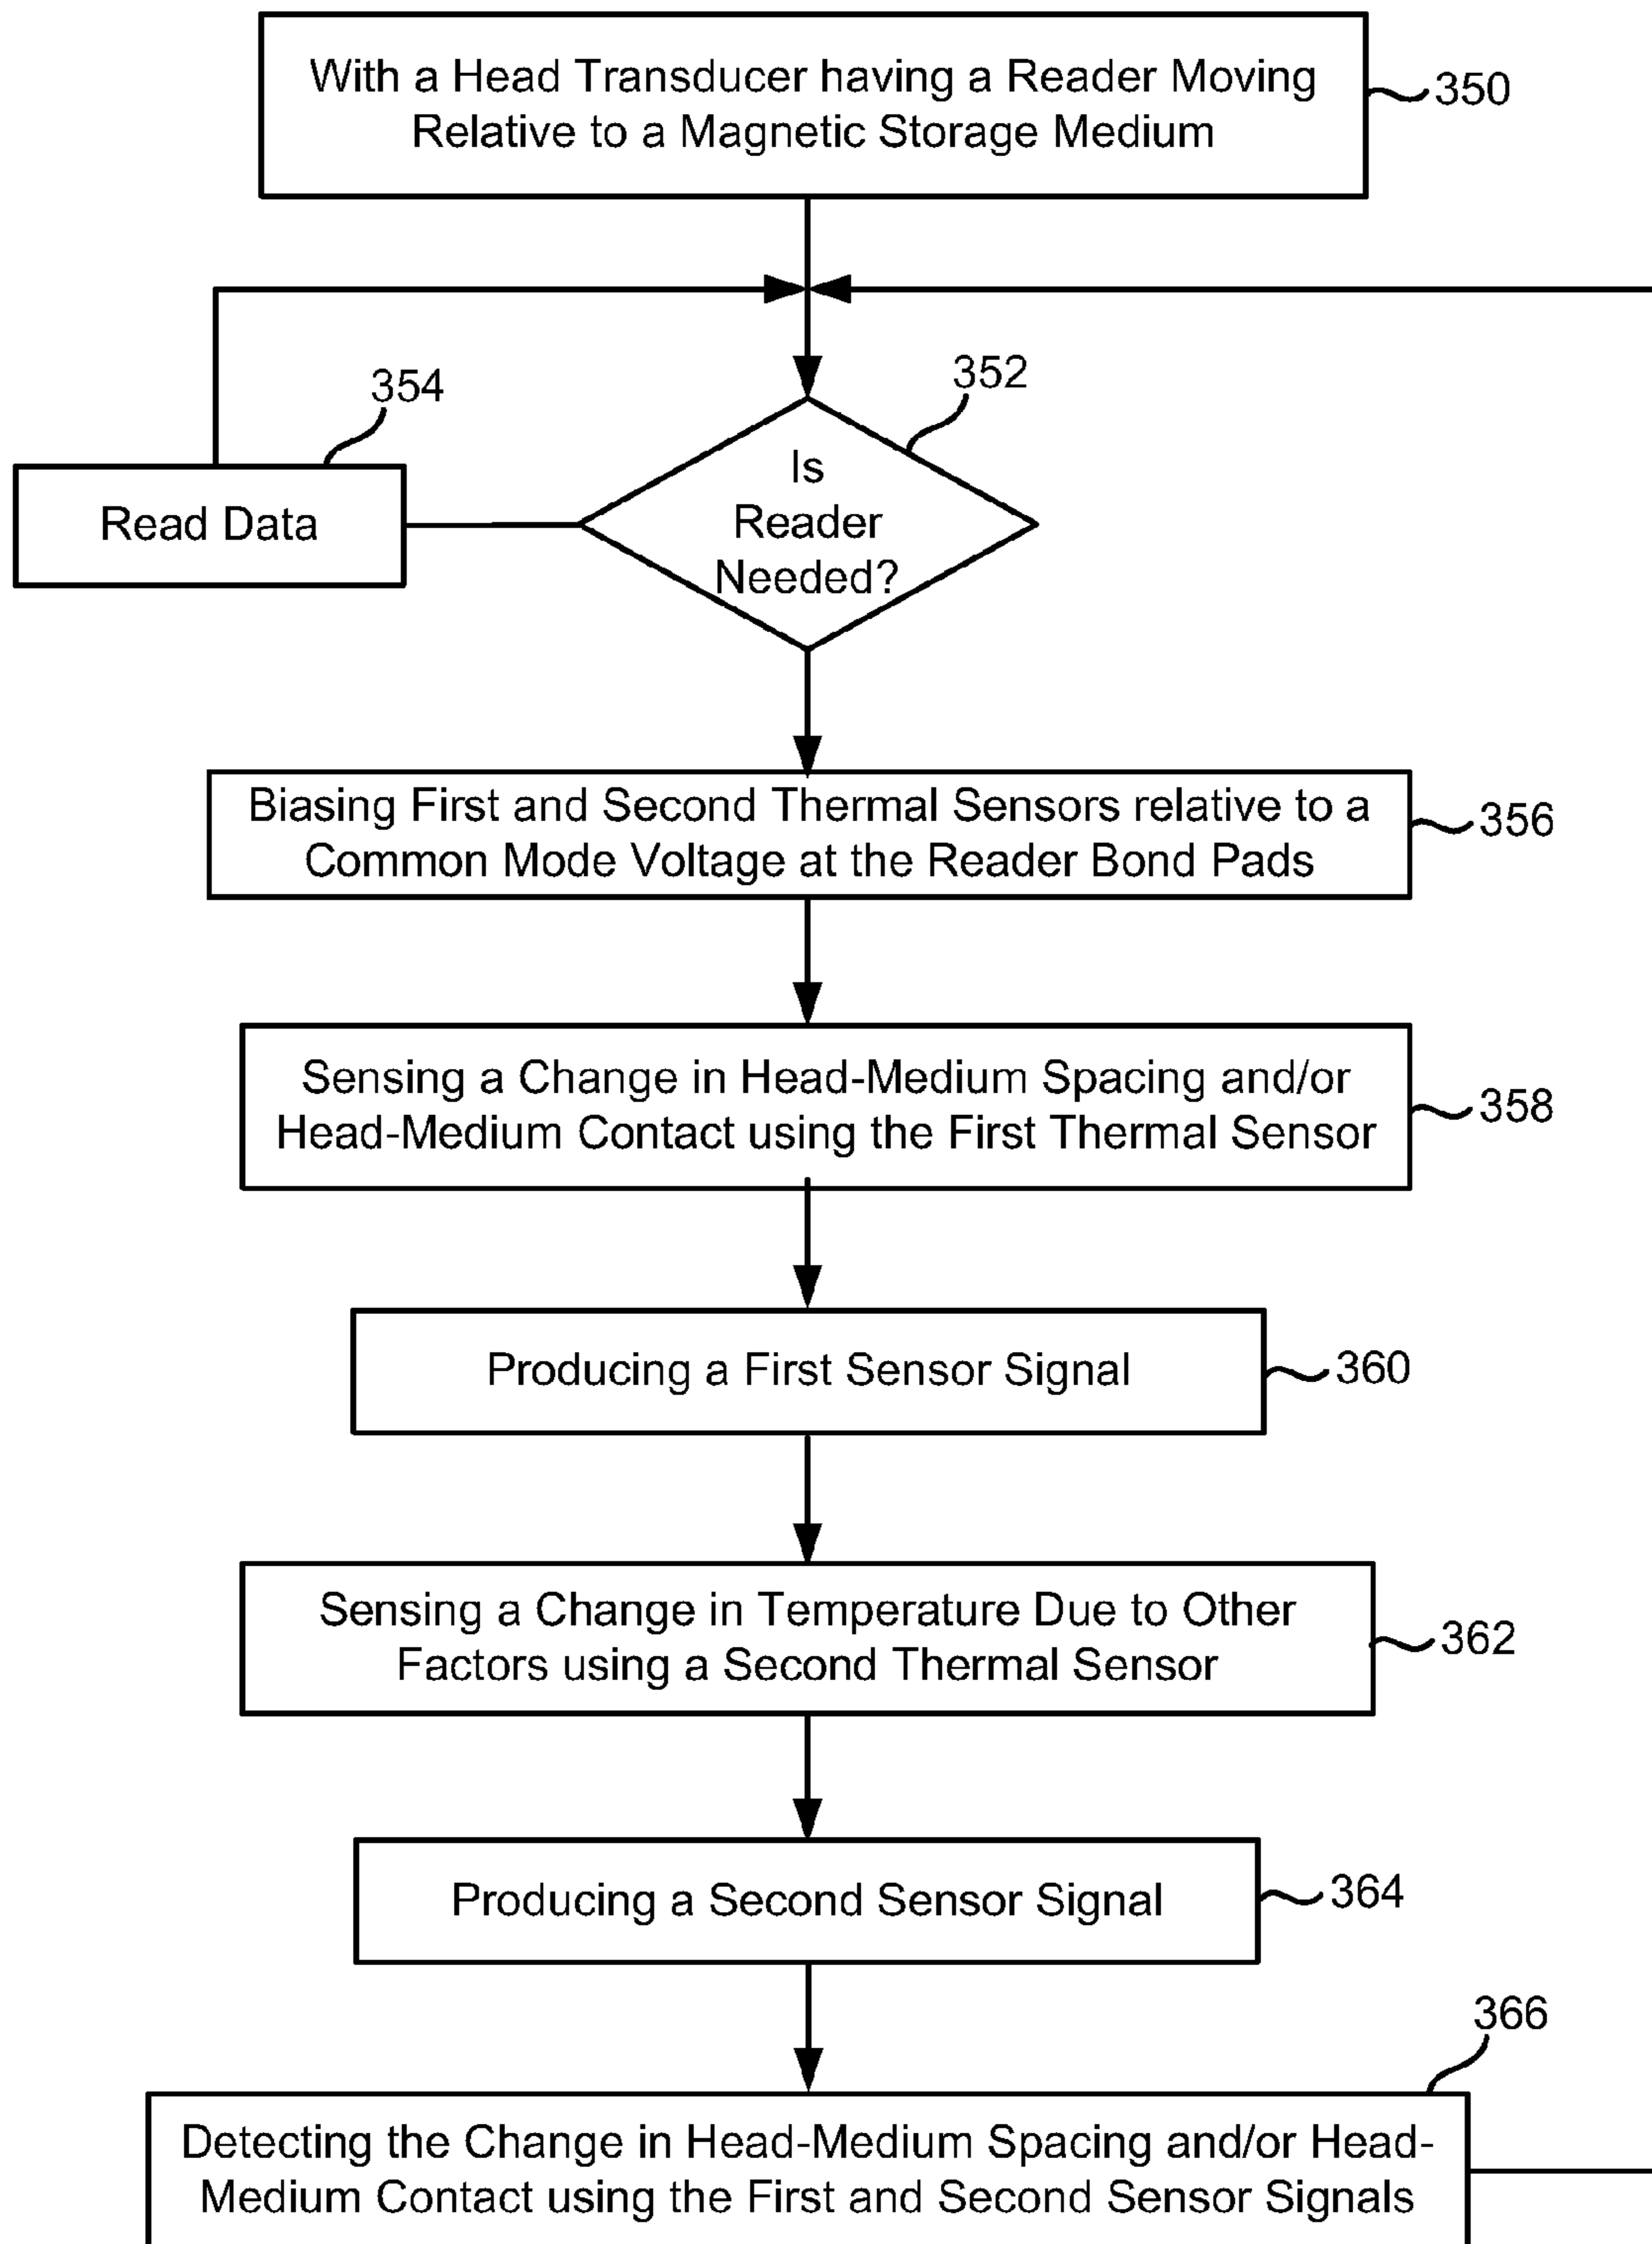 With a Head Transducer having a Reader Moving
Relative to a Magnetic Storage Medium
350
352
354
Is
Reader
Needed?
Read Data
Biasing First and Second Thermal Sensors relative to a
Common Mode Voltage at the Reader Bond Pads
356
Sensing a Change in Head-Medium Spacing and/or
Head-Medium Contact using the First Thermal Sensor
358
Producing a First Sensor Signal
360
Sensing a Change in Temperature Due to Other
Factors using a Second Thermal Sensor
362
Producing a Second Sensor Signal
364
366
Detecting the Change in Head-Medium Spacing and/or Head-
Medium Contact using the First and Second Sensor Signals